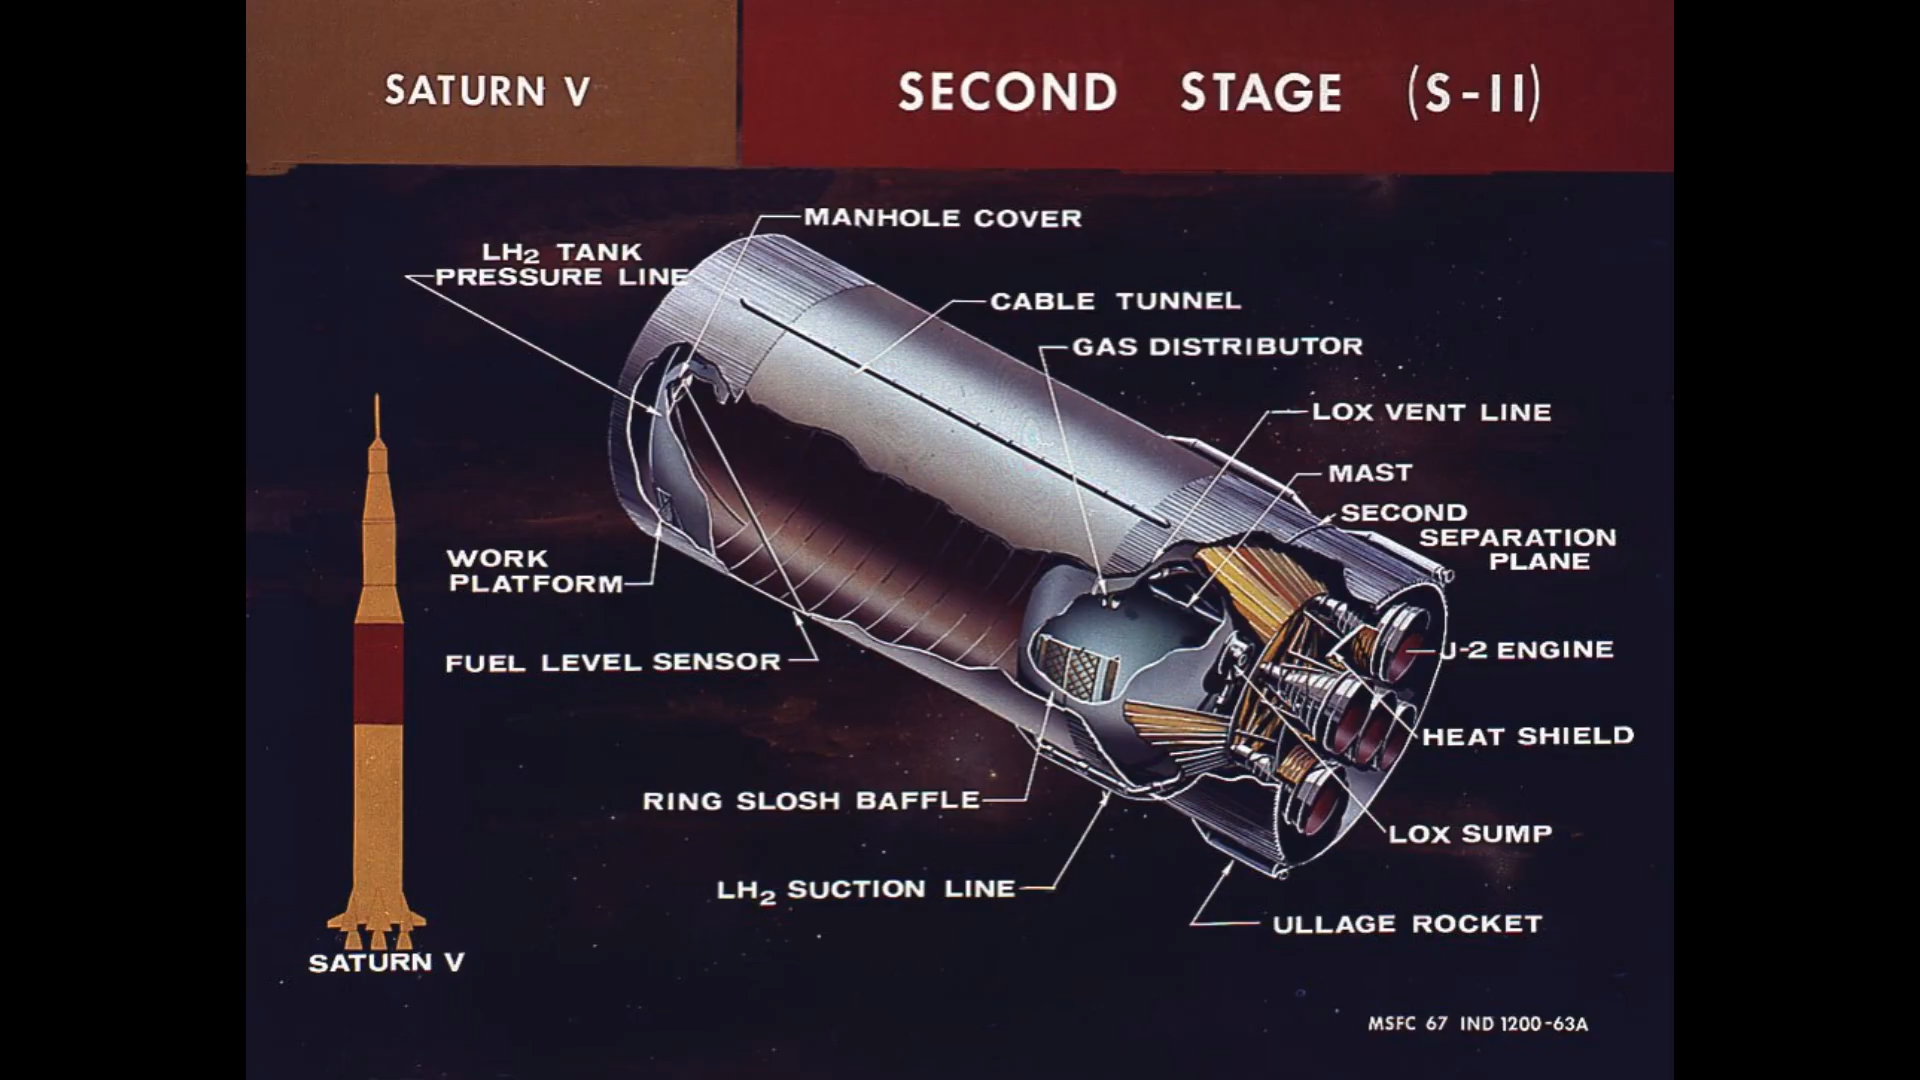 SATURN V
SECOND STAGE (S-II)
MANHOLE COVER
LH2 TANK
PRESSURE LINE
CABLE TUNNEL
GAS DISTRIBUTOR
LOX VENT LINE
MAST
SECOND
SEPARATION
PLANE
WORK
PLATFORM
FUEL LEVEL SENSOR
J-2 ENGINE
HEAT SHIELD
RING SLOSH BAFFLE
LOX SUMP
LH2 SUCTION LINE
ULLAGE ROCKET
SATURN V
MSFC 67 IND 1200-63A